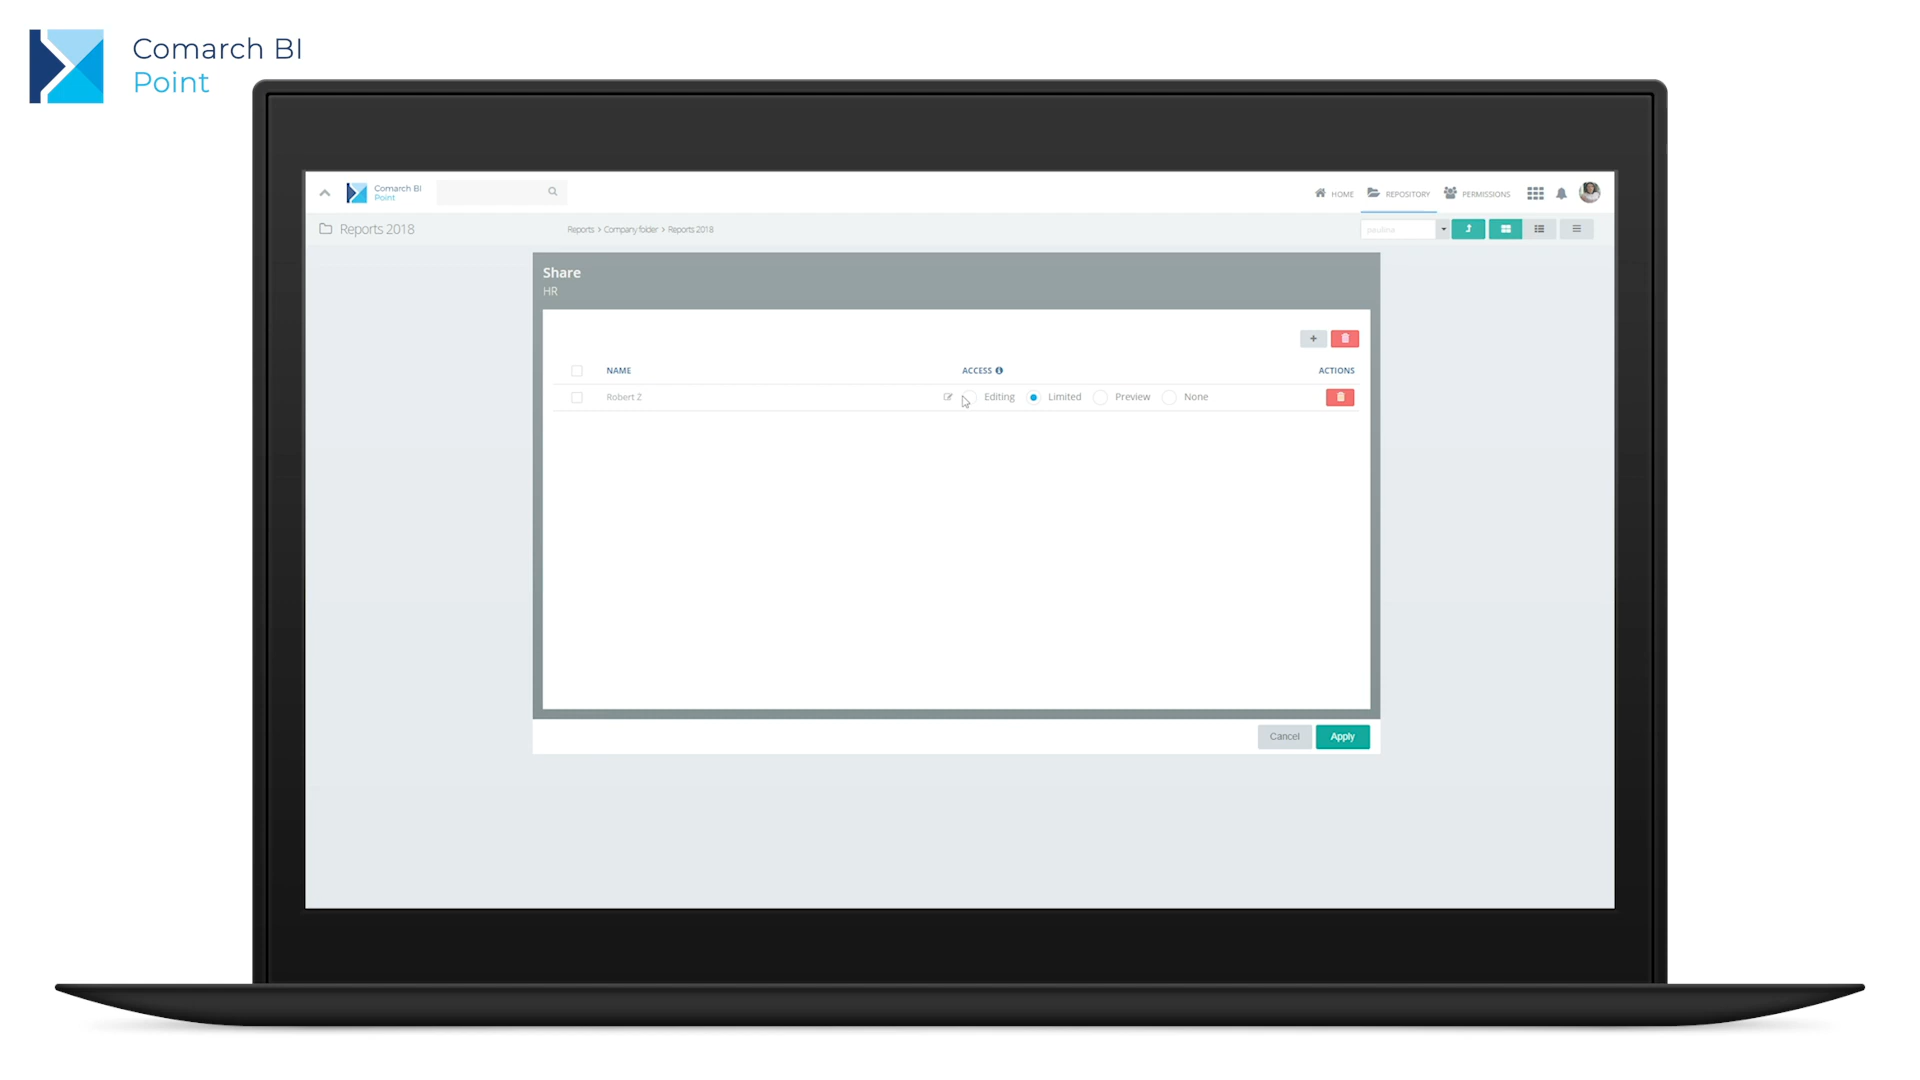 Comarch BI
Point
Comarch BI
Point
HOME
REPOSITORY
PERMISSIONS
Reports 2018
Reports > Company folder > Reports 2018
paulina
Share
HR
NAME
ACCESS
ACTIONS
Robert Z
Editing
Limited
Preview
None
Cancel
Apply